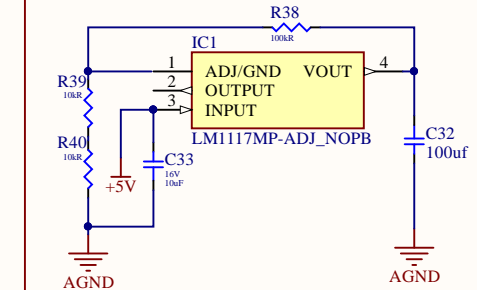 R38
100kR
IC1
1 ADJ/GND VOUT 4
2 OUTPUT
3 INPUT
LM1117MP-ADJ_NOPB
R39
10kR
R40
10kR
C33
16V
10uF
+5V
C32
100uf
AGND
AGND